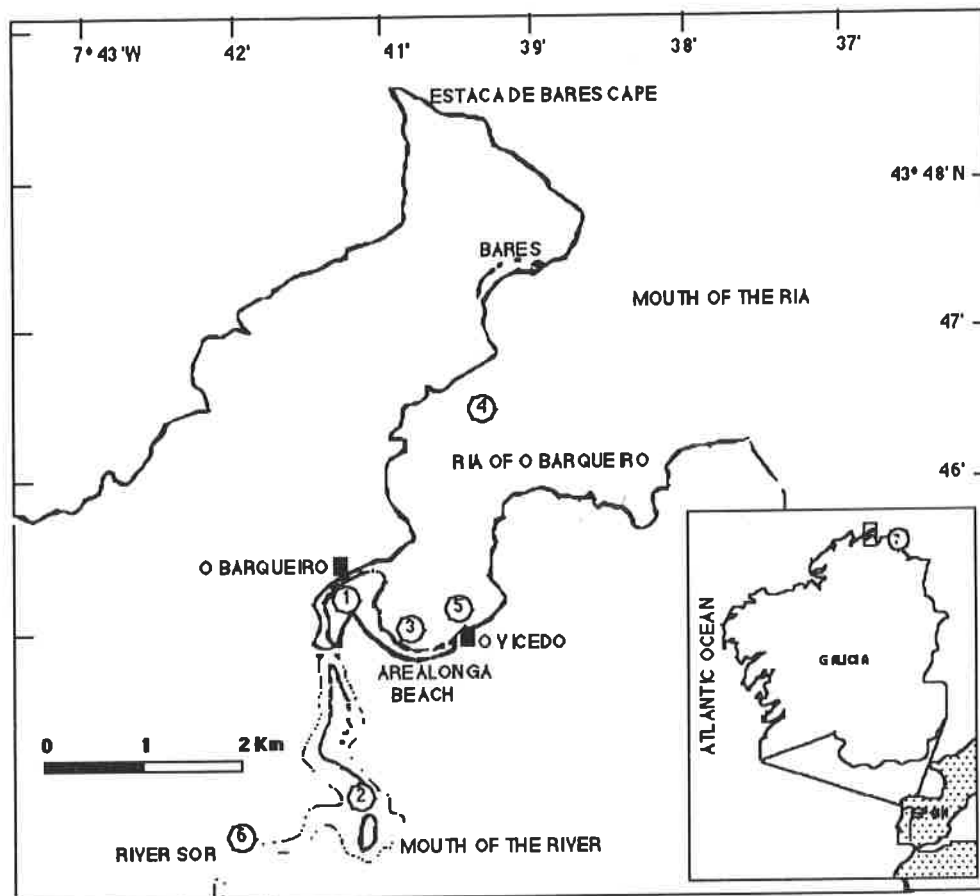 7° 43 'W 42' 41' 39' 38' 37'
ESTACA DE BARES CAPE
43° 48' N
BARES
MOUTH OF THE RIA
47'
4
RIA OF O BARQUEIRO
46'
O BARQUEIRO
1
3
5
O VICEDO
AREALONGA
BEACH
0 1 2 Km
2
6
RIVER SOR
MOUTH OF THE RIVER
ATLANTIC OCEAN
GALICIA